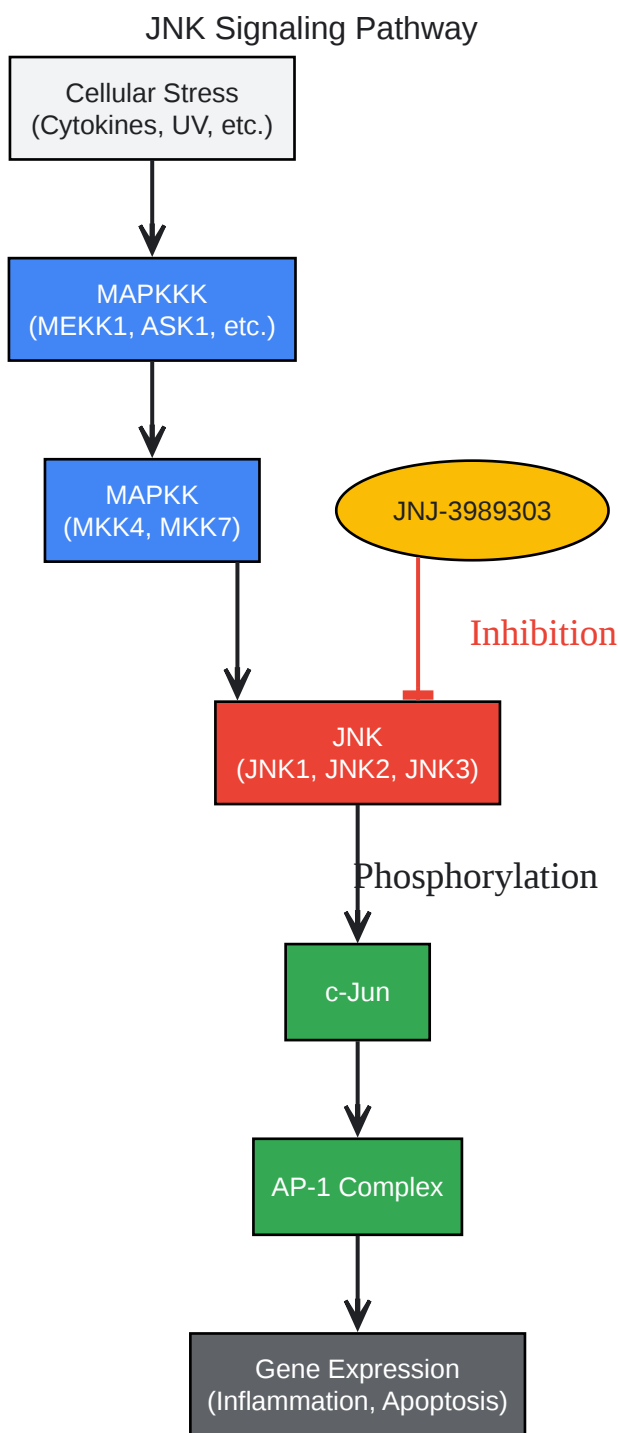 JNK Signaling Pathway
Cellular Stress
(Cytokines, UV, etc.)
MAPKKK
(MEKK1, ASK1, etc.)
MAPKK
(MKK4, MKK7)
JNJ-3989303
Inhibition
JNK
(JNK1, JNK2, JNK3)
Phosphorylation
c-Jun
AP-1 Complex
Gene Expression
(Inflammation, Apoptosis)